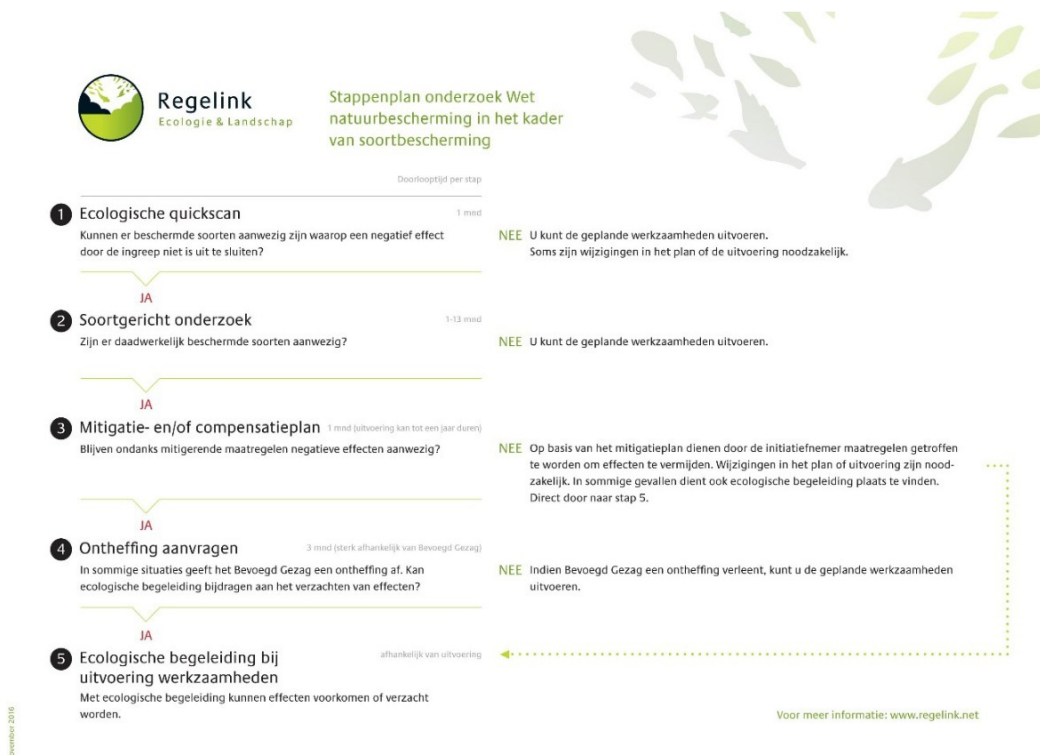 Regelink
Ecologie & Landschap
Stappenplan onderzoek Wet
natuurbescherming in het kader
van soortbescherming
Doorlooptijd per stap
1 Ecologische quickscan 1 mnd
Kunnen er beschermde soorten aanwezig zijn waarop een negatief effect
door de ingreep niet is uit te sluiten?
NEE U kunt de geplande werkzaamheden uitvoeren.
Soms zijn wijzigingen in het plan of de uitvoering noodzakelijk.
JA
2 Soortgericht onderzoek 1-13 mnd
Zijn er daadwerkelijk beschermde soorten aanwezig?
NEE U kunt de geplande werkzaamheden uitvoeren.
JA
3 Mitigatie- en/of compensatieplan 1 mnd (uitvoering kan tot een jaar duren)
Blijven ondanks mitigerende maatregelen negatieve effecten aanwezig?
NEE Op basis van het mitigatieplan dienen door de initiatiefnemer maatregelen getroffen
te worden om effecten te vermijden. Wijzigingen in het plan of uitvoering zijn nood-
zakelijk. In sommige gevallen dient ook ecologische begeleiding plaats te vinden.
Direct door naar stap 5.
JA
4 Ontheffing aanvragen 3 mnd (sterk afhankelijk van Bevoegd Gezag)
In sommige situaties geeft het Bevoegd Gezag een ontheffing af. Kan
ecologische begeleiding bijdragen aan het verzachten van effecten?
NEE Indien Bevoegd Gezag een ontheffing verleent, kunt u de geplande werkzaamheden
uitvoeren.
JA
5 Ecologische begeleiding bij afhankelijk van uitvoering
uitvoering werkzaamheden
Met ecologische begeleiding kunnen effecten voorkomen of verzacht
worden.
Voor meer informatie: www.regelink.net
2016